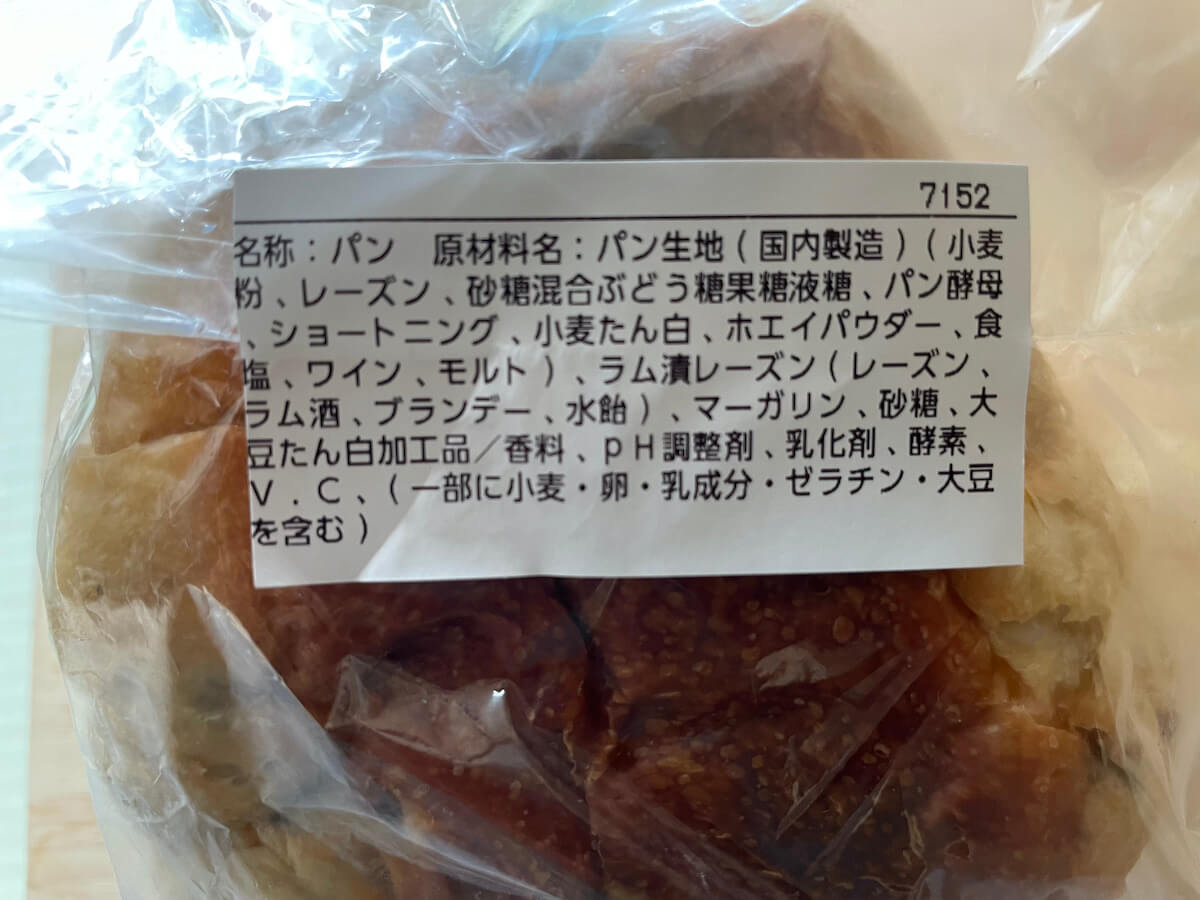 7152
名称：パン　原材料名：パン生地（国内製造）（小麦
粉、レーズン、砂糖混合ぶどう糖果糖液糖、パン酵母
、ショートニング、小麦たん白、ホエイパウダー、食
塩、ワイン、モルト）、ラム漬レーズン（レーズン、
ラム酒、ブランデー、水飴）、マーガリン、砂糖、大
豆たん白加工品／香料、ｐＨ調整剤、乳化剤、酵素、
Ｖ．Ｃ、（一部に小麦・卵・乳成分・ゼラチン・大豆
を含む）